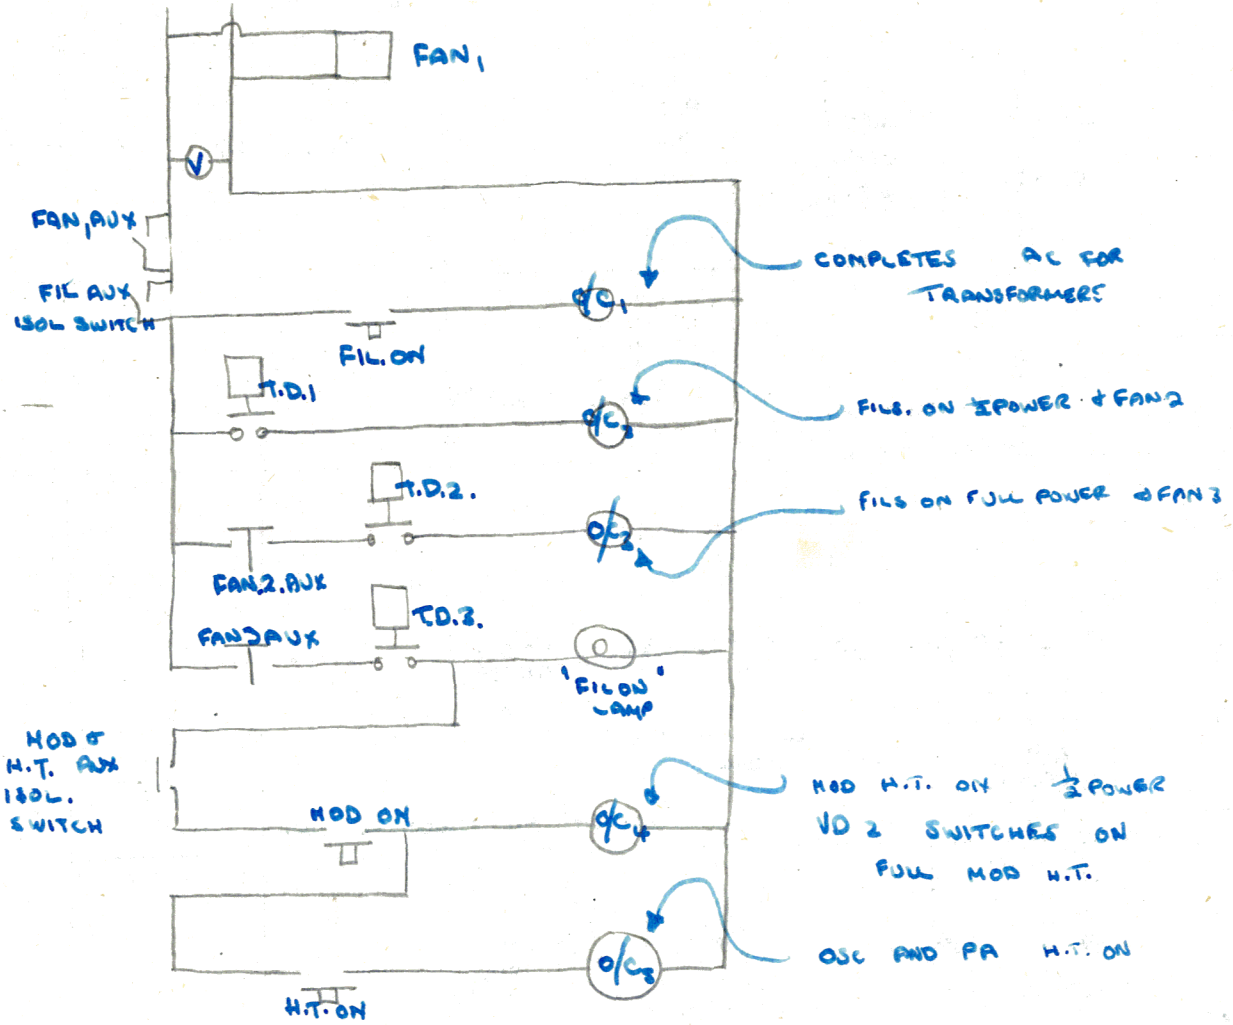 FAN1
V
FAN1 AUX
FIL AUX
ISOL SWITCH
COMPLETES AC FOR
TRANSFORMERS
O/C1
FIL. ON
T.D.1
O/C
FILS. ON ½ POWER & FAN 2
T.D.2.
FILS ON FULL POWER & FAN 3
O/C
FAN.2.AUX
T.D.3.
FAN 3 AUX
'FIL ON'
LAMP
MOD &
H.T. AUX
ISOL.
SWITCH
MOD ON
O/C4
MOD H.T. ON ½ POWER
VD 2 SWITCHES ON
FULL MOD H.T.
O/C5
OSC AND PA H.T. ON
H.T. ON